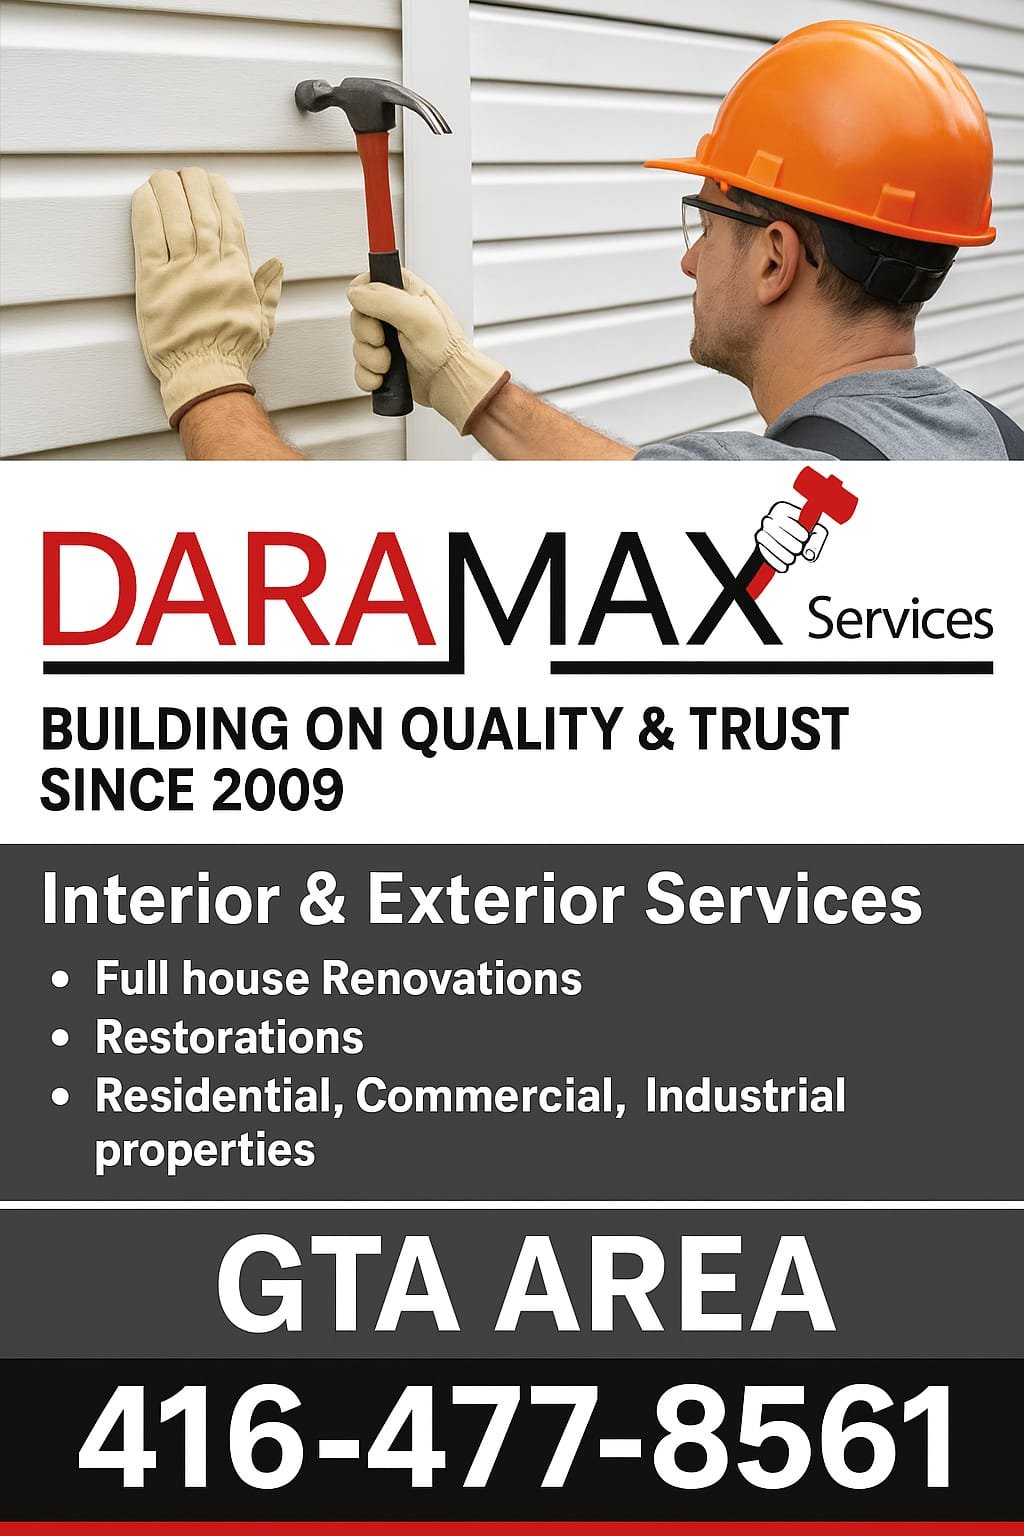 DARAMAX Services
BUILDING ON QUALITY & TRUST
SINCE 2009
Interior & Exterior Services
• Full house Renovations
• Restorations
• Residential, Commercial, Industrial
properties
GTA AREA
416-477-8561